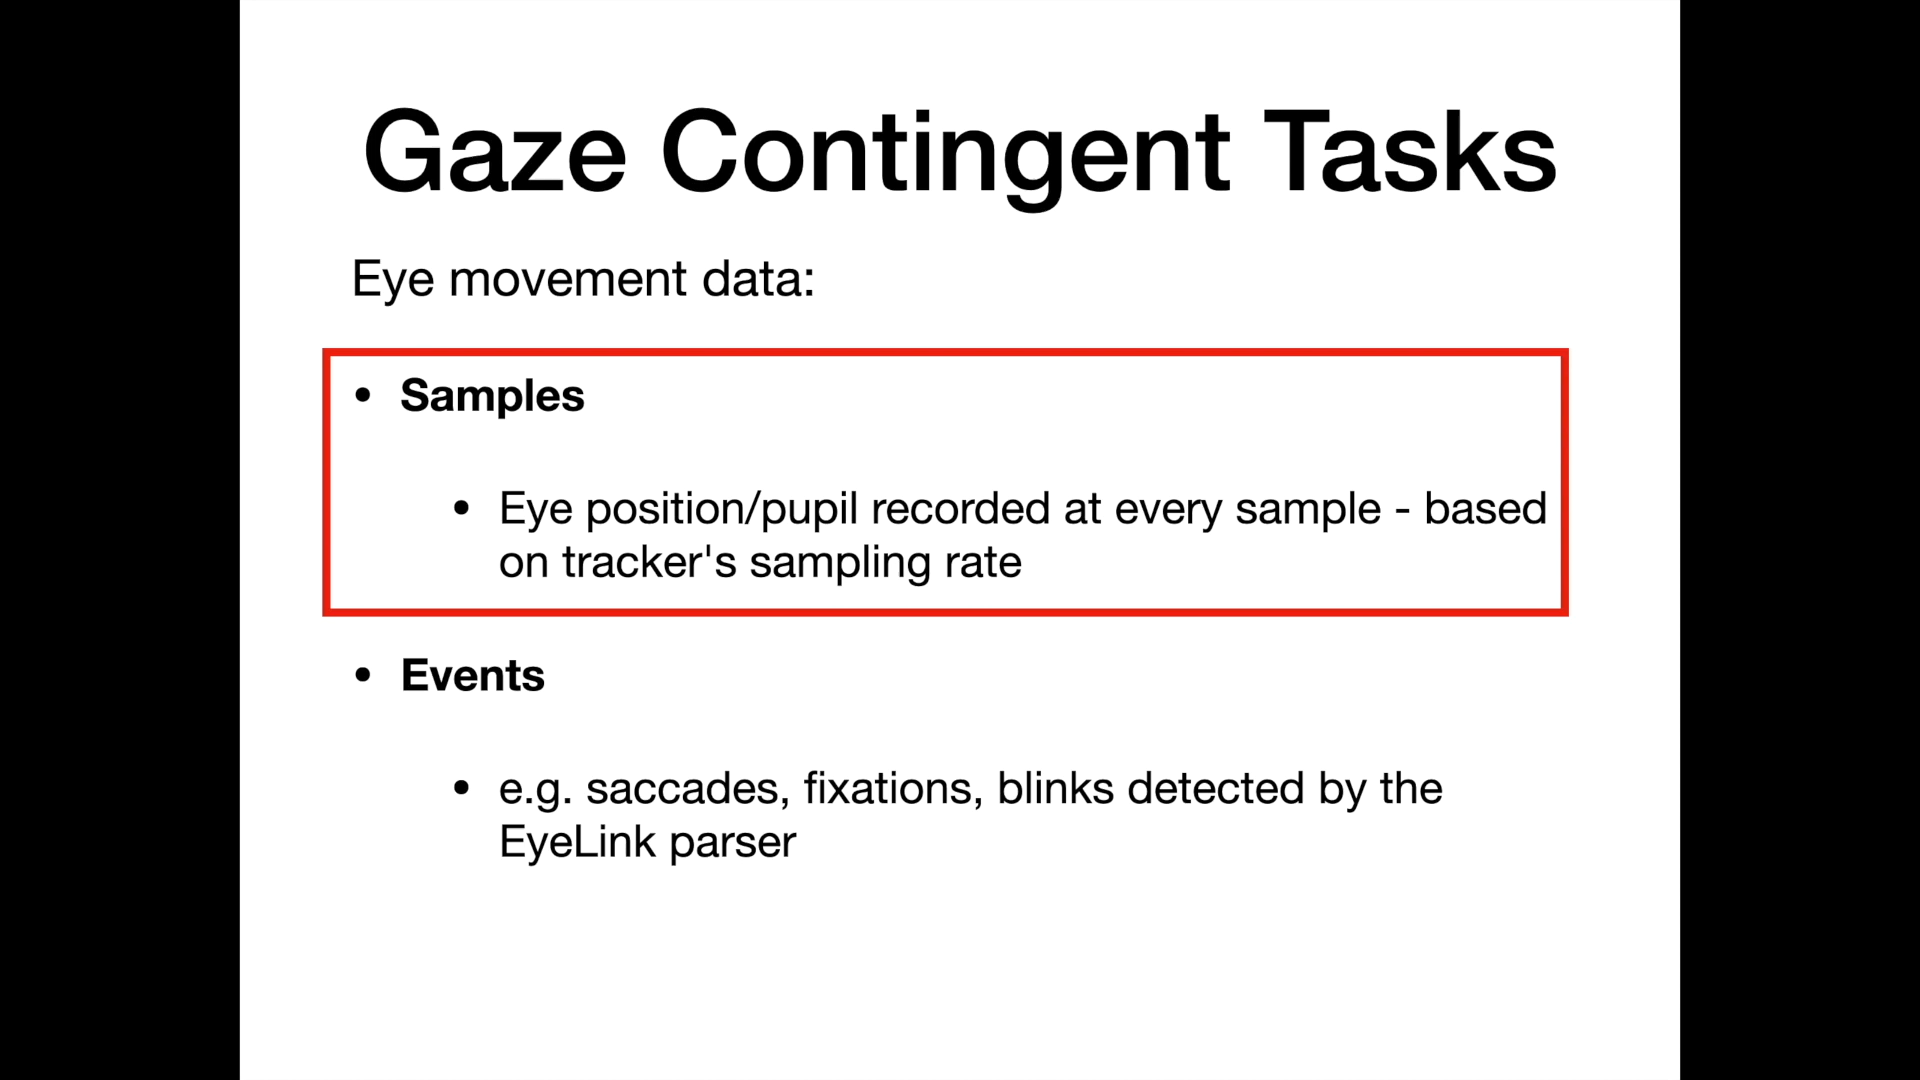 Gaze Contingent Tasks
Eye movement data:
• Samples
• Eye position/pupil recorded at every sample - based
on tracker's sampling rate
• Events
• e.g. saccades, fixations, blinks detected by the
EyeLink parser